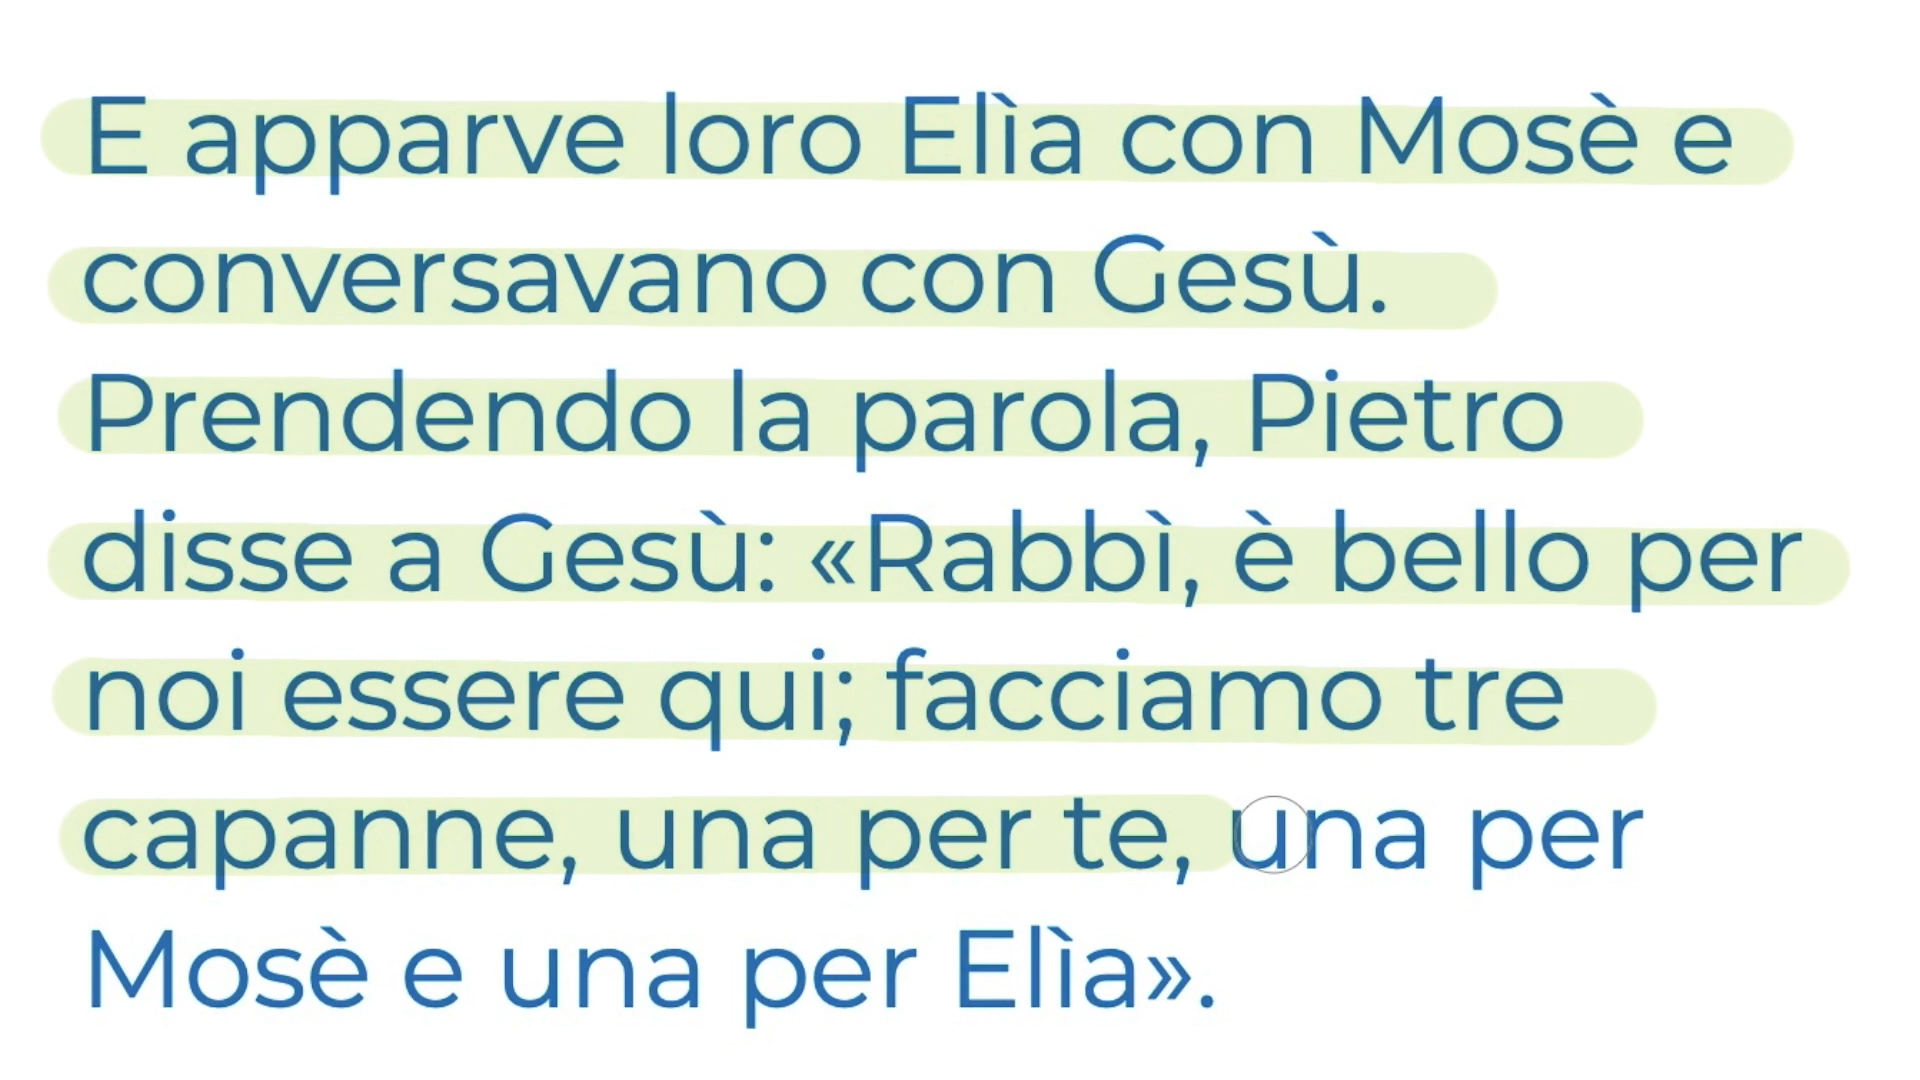 E apparve loro Elìa con Mosè e
conversavano con Gesù.
Prendendo la parola, Pietro
disse a Gesù: «Rabbì, è bello per
noi essere qui; facciamo tre
capanne, una per te, una per
Mosè e una per Elìa».